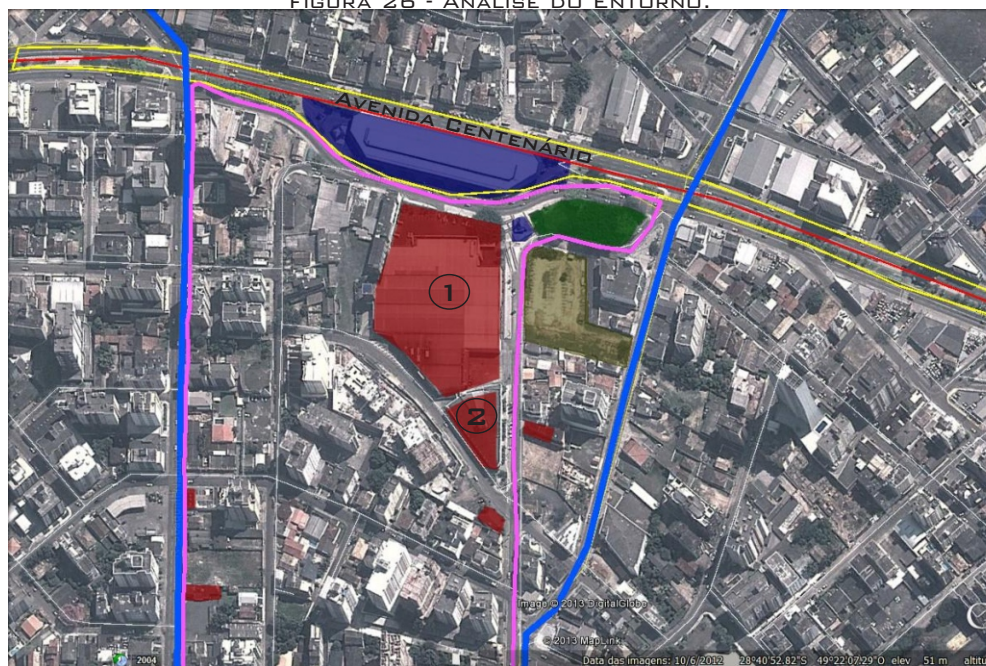 FIGURA 26 - ANÁLISE DO ENTORNO.
AVENIDA CENTENÁRIO
1
2
Image © 2013 DigitalGlobe
© 2013 MapLink
2004
Data das imagens: 10/6/2012 28°40'52.82"S 49°22'07.29"O elev 51 m altitu